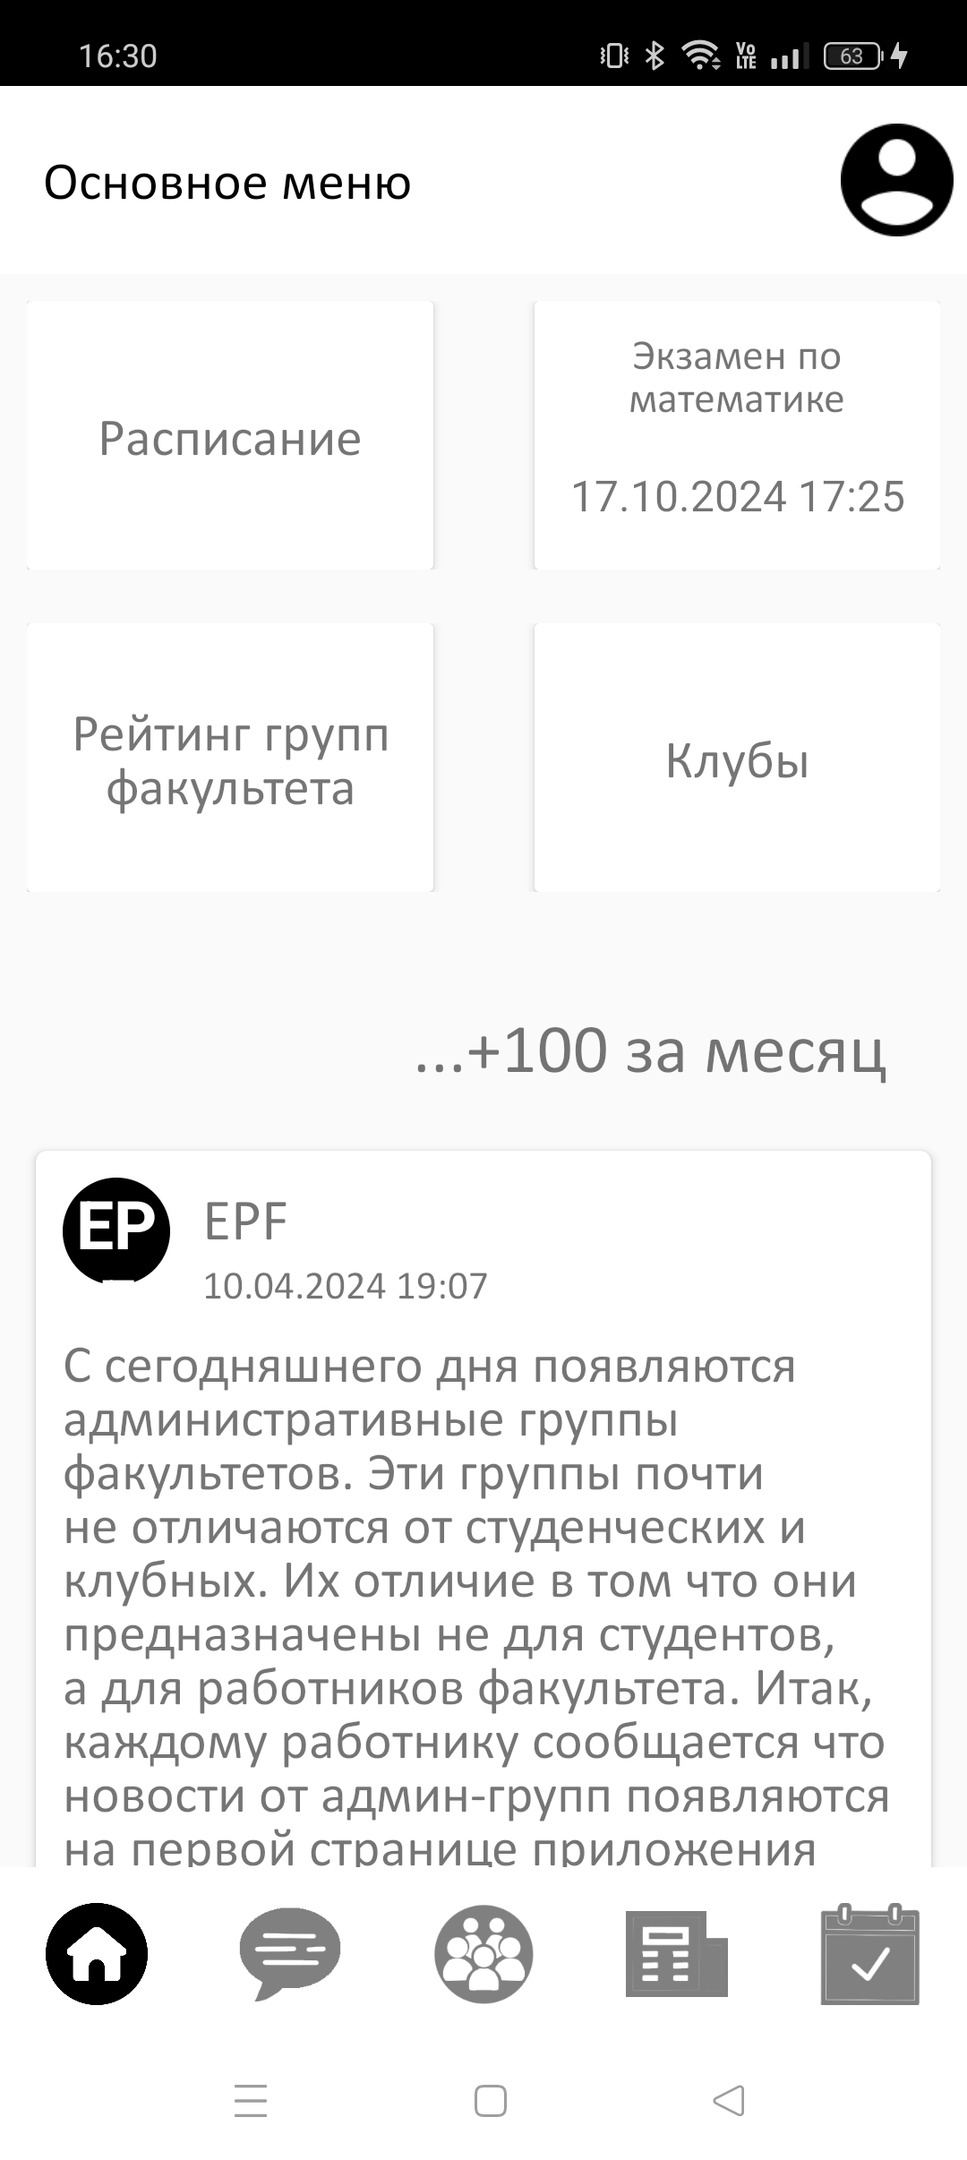 16:30
Vo
LTE
63
Основное меню
Расписание
Экзамен по
математике
17.10.2024 17:25
Рейтинг групп
факультета
Клубы
...+100 за месяц
EP
EPF
10.04.2024 19:07
С сегодняшнего дня появляются
административные группы
факультетов. Эти группы почти
не отличаются от студенческих и
клубных. Их отличие в том что они
предназначены не для студентов,
а для работников факультета. Итак,
каждому работнику сообщается что
новости от админ-групп появляются
на первой странице приложения